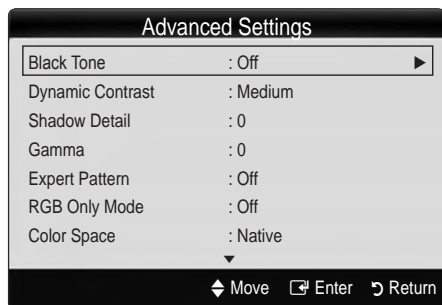 Advanced Settings
Black Tone : Off ►
Dynamic Contrast : Medium
Shadow Detail : 0
Gamma : 0
Expert Pattern : Off
RGB Only Mode : Off
Color Space : Native
Move Enter Return